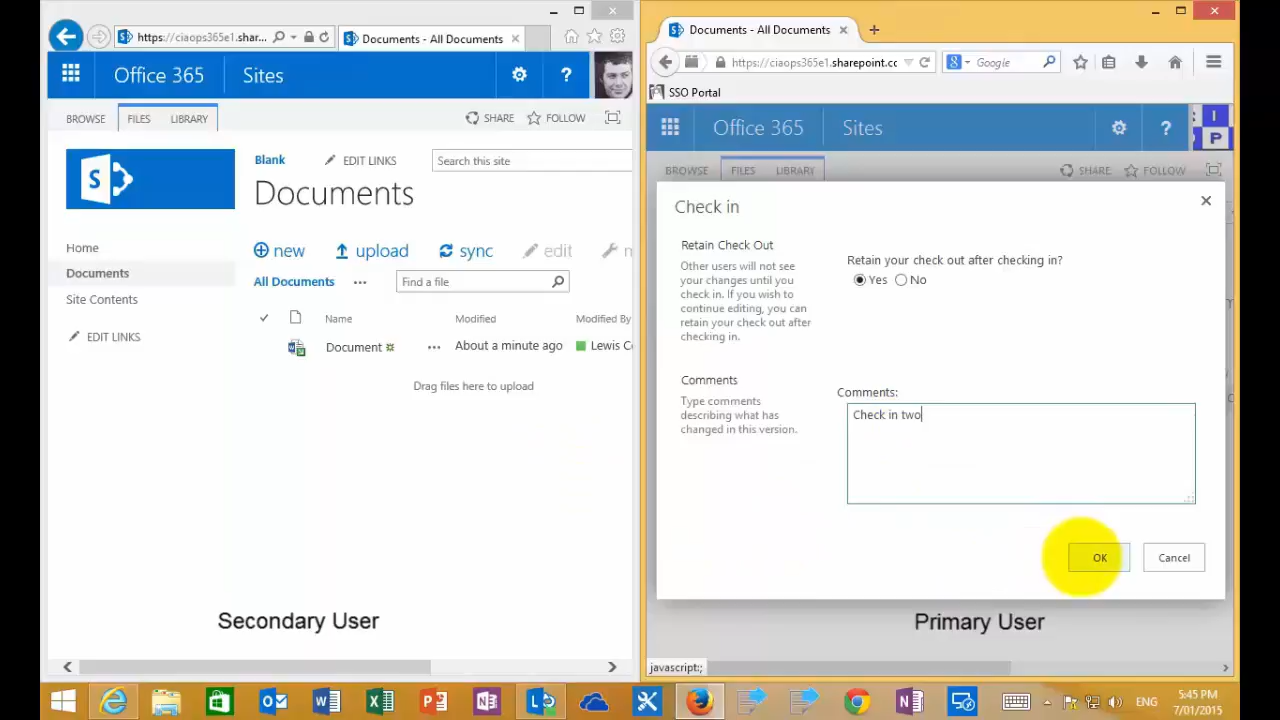 https://ciaops365e1.shar...
Documents - All Documents
Office 365
Sites
?
BROWSE
FILES
LIBRARY
SHARE
FOLLOW
S
Blank
EDIT LINKS
Search this site
Documents
Home
Documents
Site Contents
EDIT LINKS
new
upload
sync
edit
m
All Documents
...
Find a file
Name
Modified
Modified By
Document
...
About a minute ago
Lewis Co
Drag files here to upload
Secondary User
Documents - All Documents
https://ciaops365e1.sharepoint.cc
Google
SSO Portal
Office 365
Sites
?
I
P
BROWSE
FILES
LIBRARY
SHARE
FOLLOW
Check in
Retain Check Out
Other users will not see
your changes until you
check in. If you wish to
continue editing, you can
retain your check out after
checking in.
Retain your check out after checking in?
Yes
No
Comments
Type comments
describing what has
changed in this version.
Comments:
Check in two
OK
Cancel
Primary User
javascript:;
ENG
5:45 PM
7/01/2015